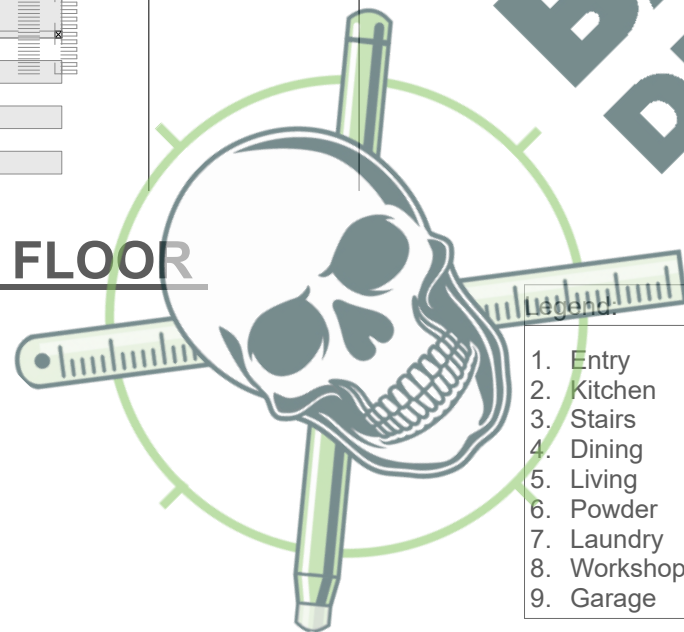 FLOOR
Legend:
1. Entry
2. Kitchen
3. Stairs
4. Dining
5. Living
6. Powder
7. Laundry
8. Workshop
9. Garage